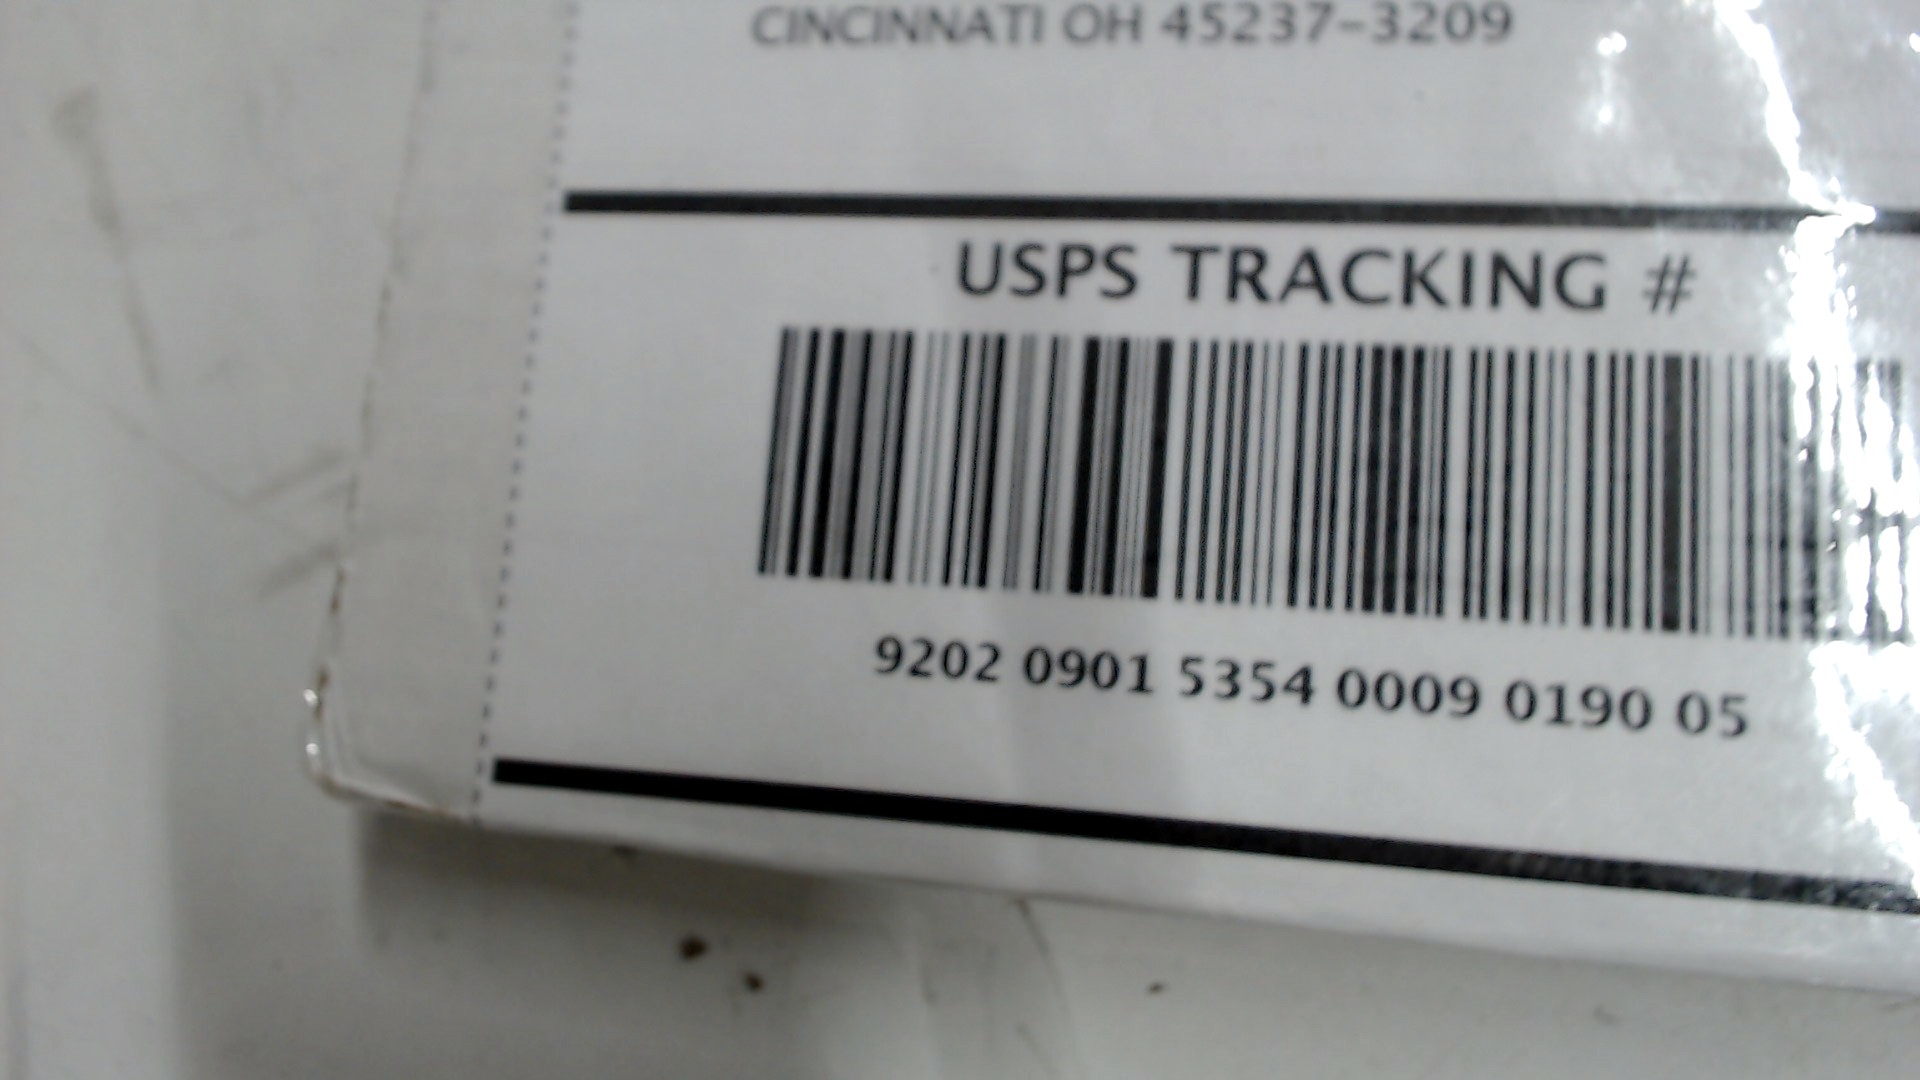 CINCINNATI OH 45237-3209
USPS TRACKING #
9202 0901 5354 0009 0190 05